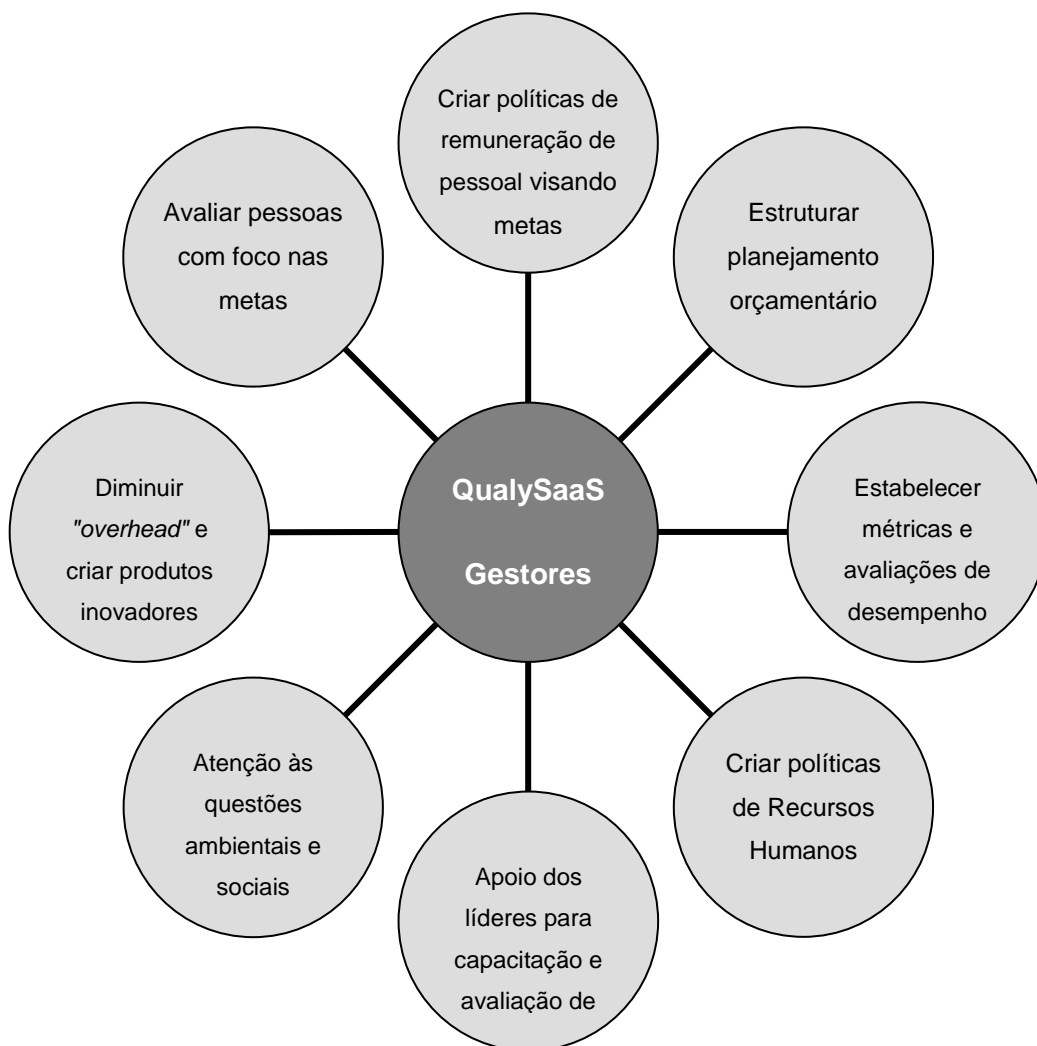 Criar políticas de
remuneração de
pessoal visando
metas
Estruturar
planejamento
orçamentário
Estabelecer
métricas e
avaliações de
desempenho
Criar políticas
de Recursos
Humanos
Apoio dos
líderes para
capacitação e
avaliação de
Atenção às
questões
ambientais e
sociais
Diminuir
"overhead" e
criar produtos
inovadores
Avaliar pessoas
com foco nas
metas
QualySaaS
Gestores